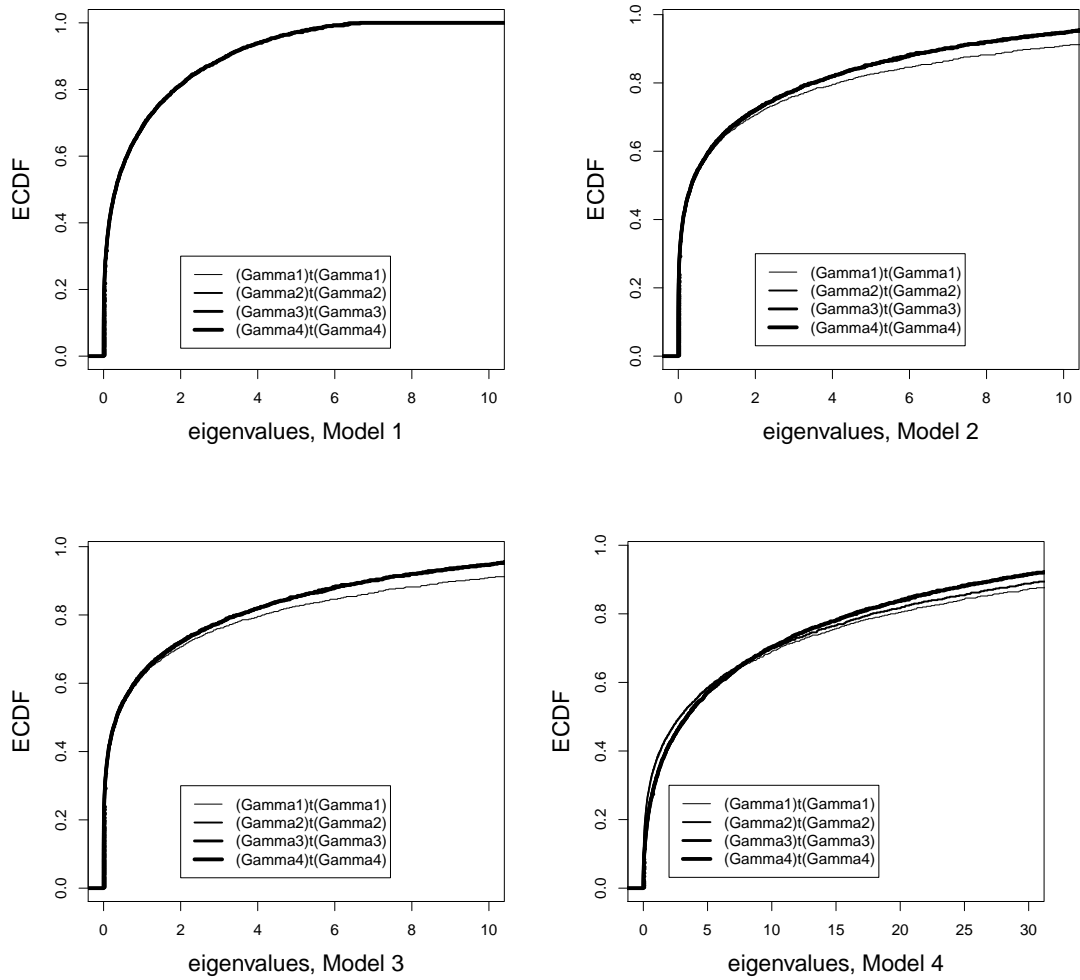 ECDF
1.0
0.8
0.6
0.4
0.2
0.0
(Gamma1)t(Gamma1)
(Gamma2)t(Gamma2)
(Gamma3)t(Gamma3)
(Gamma4)t(Gamma4)
0 2 4 6 8 10
eigenvalues, Model 1
ECDF
1.0
0.8
0.6
0.4
0.2
0.0
(Gamma1)t(Gamma1)
(Gamma2)t(Gamma2)
(Gamma3)t(Gamma3)
(Gamma4)t(Gamma4)
0 2 4 6 8 10
eigenvalues, Model 2
ECDF
1.0
0.8
0.6
0.4
0.2
0.0
(Gamma1)t(Gamma1)
(Gamma2)t(Gamma2)
(Gamma3)t(Gamma3)
(Gamma4)t(Gamma4)
0 2 4 6 8 10
eigenvalues, Model 3
ECDF
1.0
0.8
0.6
0.4
0.2
0.0
(Gamma1)t(Gamma1)
(Gamma2)t(Gamma2)
(Gamma3)t(Gamma3)
(Gamma4)t(Gamma4)
0 5 10 15 20 25 30
eigenvalues, Model 4